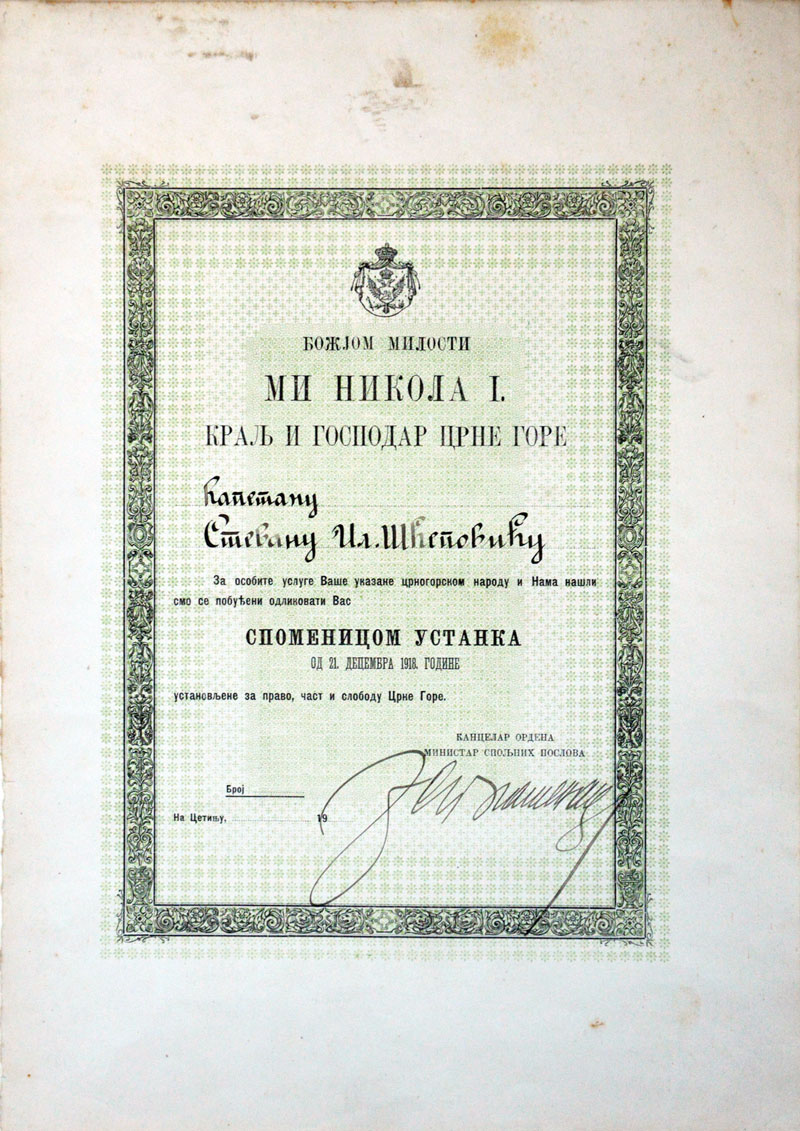 БОЖЈОМ МИЛОСТИ
МИ НИКОЛА I.
КРАЉ И ГОСПОДАР ЦРНЕ ГОРЕ
Капетану
Стевану Ил. Шћеповићу
За особите услуге Ваше указане црногорском народу и Нама нашли
смо се побуђени одликовати Вас
СПОМЕНИЦОМ УСТАНКА
ОД 21. ДЕЦЕМБРА 1918. ГОДИНЕ
установљене за право, част и слободу Црне Горе.
КАНЦЕЛАР ОРДЕНА
МИНИСТАР СПОЉНИХ ПОСЛОВА
Број
На Цетињу, 19